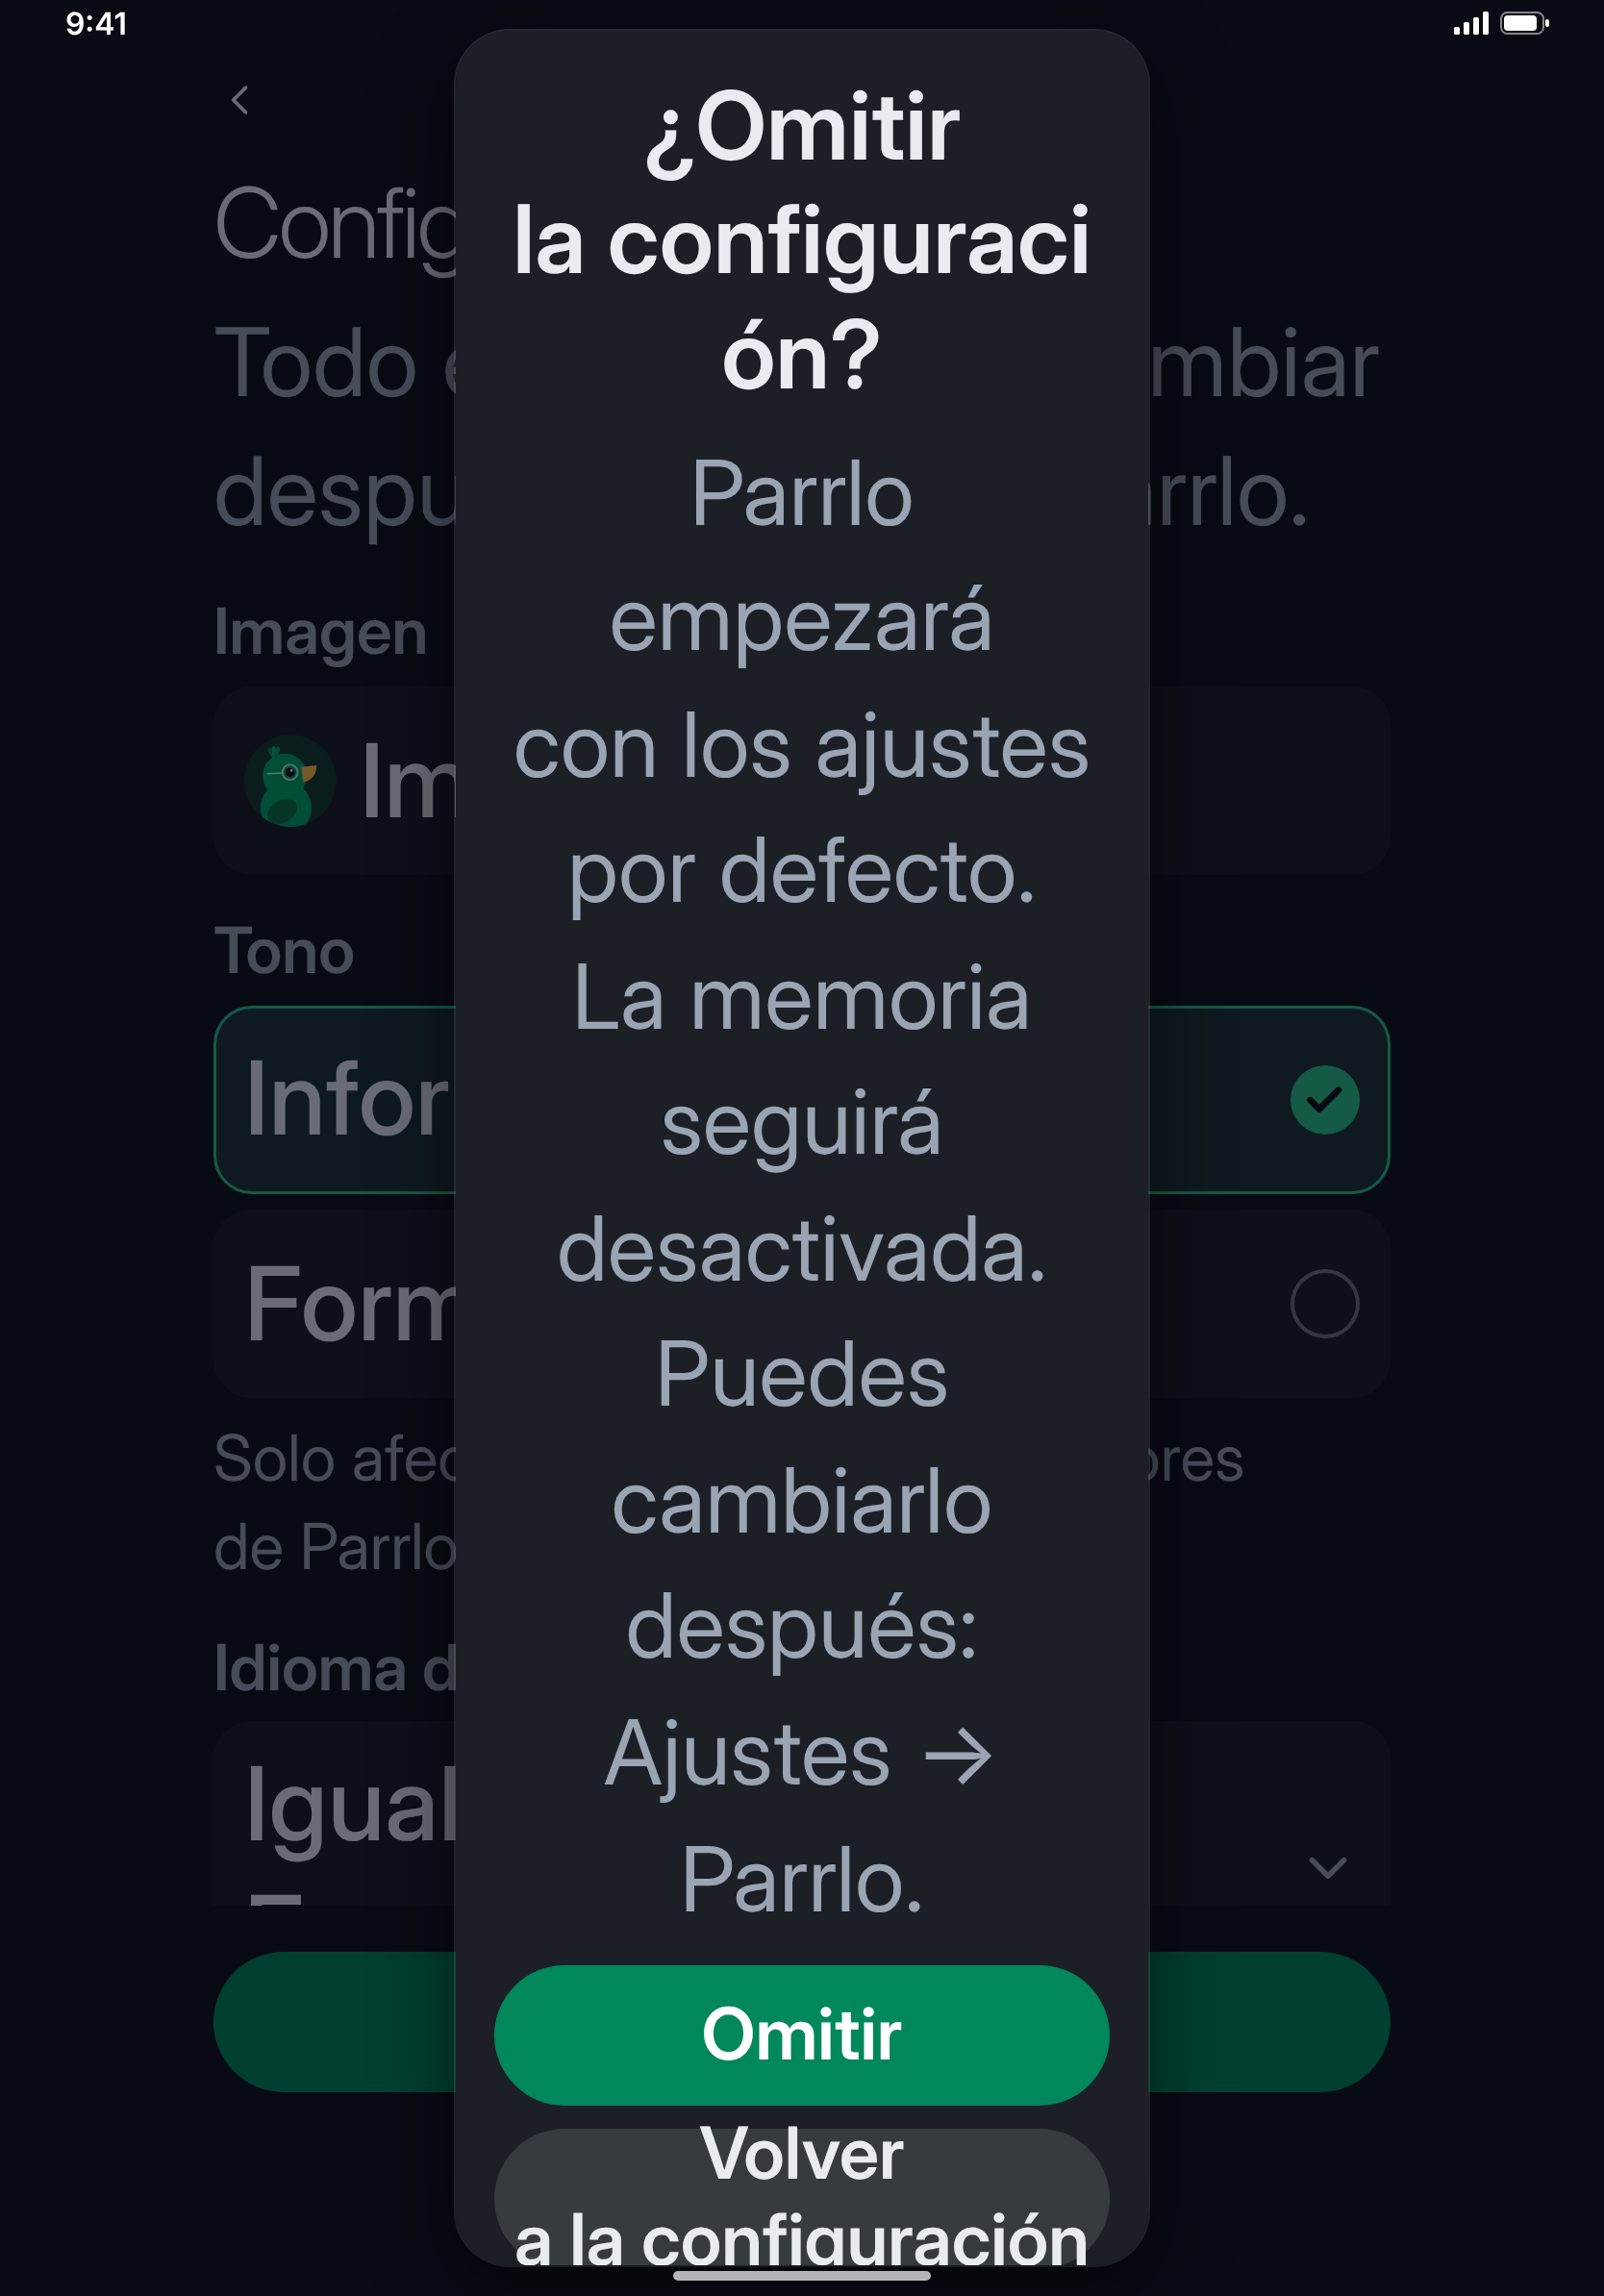 9:41
Config
Todo
mbiar
despu
rrlo.
Imagen
Im
Tono
Infor
Form
Solo afec
ores
de Parrlo
Idioma d
Igual
¿Omitir
la configuraci
ón?
Parrlo
empezará
con los ajustes
por defecto.
La memoria
seguirá
desactivada.
Puedes
cambiarlo
después:
Ajustes →
Parrlo.
Omitir
Volver
a la configuración